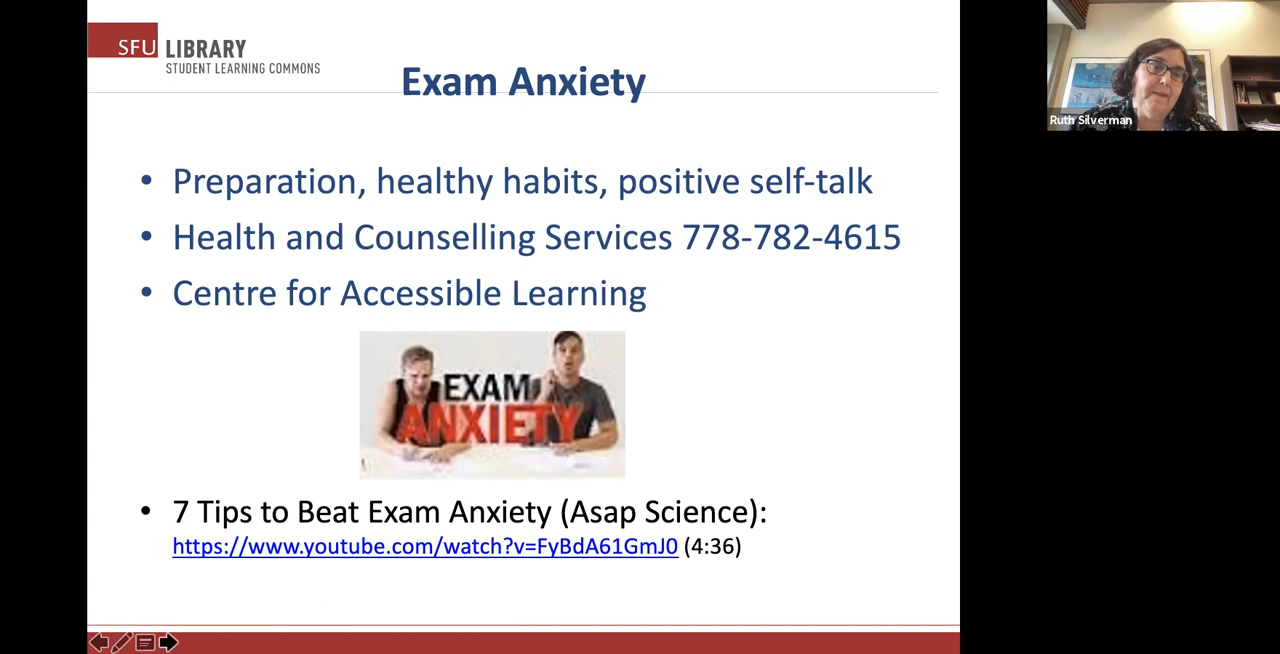 SFU LIBRARY
STUDENT LEARNING COMMONS
Exam Anxiety
• Preparation, healthy habits, positive self-talk
• Health and Counselling Services 778-782-4615
• Centre for Accessible Learning
EXAM
ANXIETY
• 7 Tips to Beat Exam Anxiety (Asap Science):
https://www.youtube.com/watch?v=FyBdA61GmJ0 (4:36)
Ruth Silverman